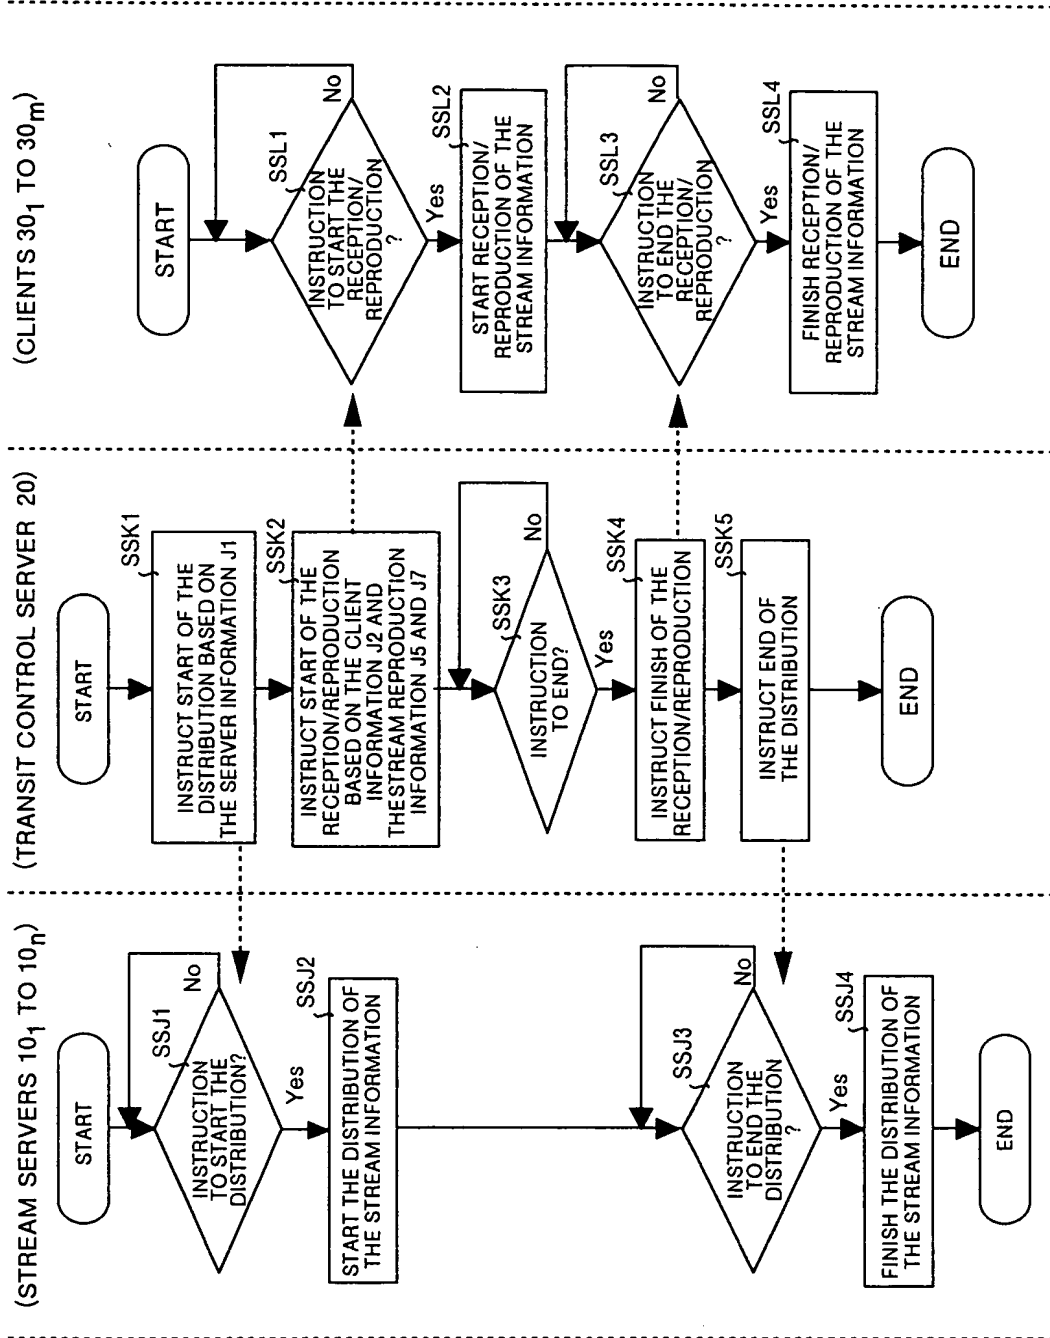 (STREAM SERVERS 10₁ TO 10ₙ)
START
SSJ1
INSTRUCTION
TO START THE
DISTRIBUTION?
No
Yes
SSJ2
START THE DISTRIBUTION OF
THE STREAM INFORMATION
SSJ3
INSTRUCTION
TO END THE
DISTRIBUTION
?
No
Yes
SSJ4
FINISH THE DISTRIBUTION OF
THE STREAM INFORMATION
END
(TRANSIT CONTROL SERVER 20)
START
SSK1
INSTRUCT START OF THE
DISTRIBUTION BASED ON
THE SERVER INFORMATION J1
SSK2
INSTRUCT START OF THE
RECEPTION/REPRODUCTION
BASED ON THE CLIENT
INFORMATION J2 AND
THESTREAM REPRODUCTION
INFORMATION J5 AND J7
SSK3
INSTRUCTION
TO END?
No
Yes
SSK4
INSTRUCT FINISH OF THE
RECEPTION/REPRODUCTION
SSK5
INSTRUCT END OF
THE DISTRIBUTION
END
(CLIENTS 30₁ TO 30ₘ)
START
SSL1
INSTRUCTION
TO START THE
RECEPTION/
REPRODUCTION
?
No
Yes
SSL2
START RECEPTION/
REPRODUCTION OF THE
STREAM INFORMATION
SSL3
INSTRUCTION
TO END THE
RECEPTION/
REPRODUCTION
?
No
Yes
SSL4
FINISH RECEPTION/
REPRODUCTION OF THE
STREAM INFORMATION
END